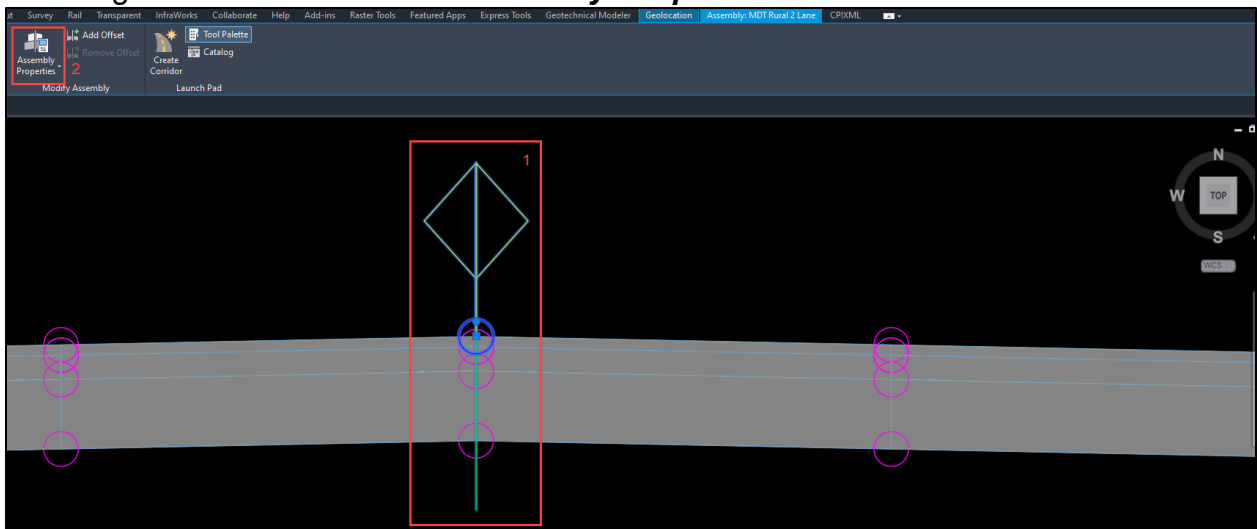 Survey Rail Transparent InfraWorks Collaborate Help Add-ins Raster Tools Featured Apps Express Tools Geotechnical Modeler Geolocation Assembly: MDT Rural 2 Lane CPIXML
Add Offset
Tool Palette
Remove Offset
Catalog
Assembly
Properties
2
Create
Corridor
Modify Assembly
Launch Pad
1
N
W
TOP
S
WCS